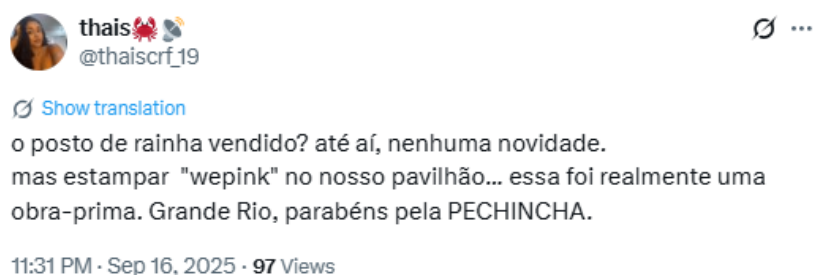 thais🦀📡
@thaiscrf_19
Show translation
o posto de rainha vendido? até aí, nenhuma novidade.
mas estampar "wepink" no nosso pavilhão... essa foi realmente uma
obra-prima. Grande Rio, parabéns pela PECHINCHA.
11:31 PM · Sep 16, 2025 · 97 Views